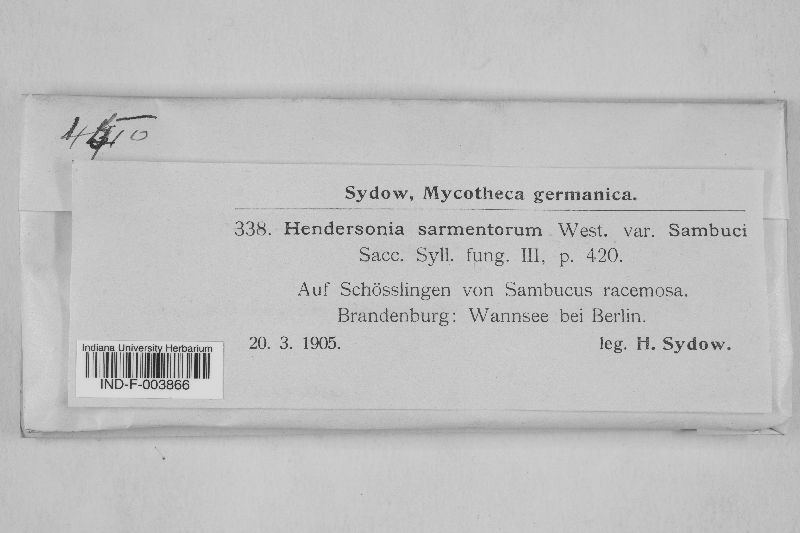 Sydow, Mycotheca germanica.
338. Hendersonia sarmentorum West. var. Sambuci
Sacc. Syll. fung. III, p. 420.
Auf Schösslingen von Sambucus racemosa.
Brandenburg: Wannsee bei Berlin.
20. 3. 1905. leg. H. Sydow.
Indiana University Herbarium
IND-F-003866